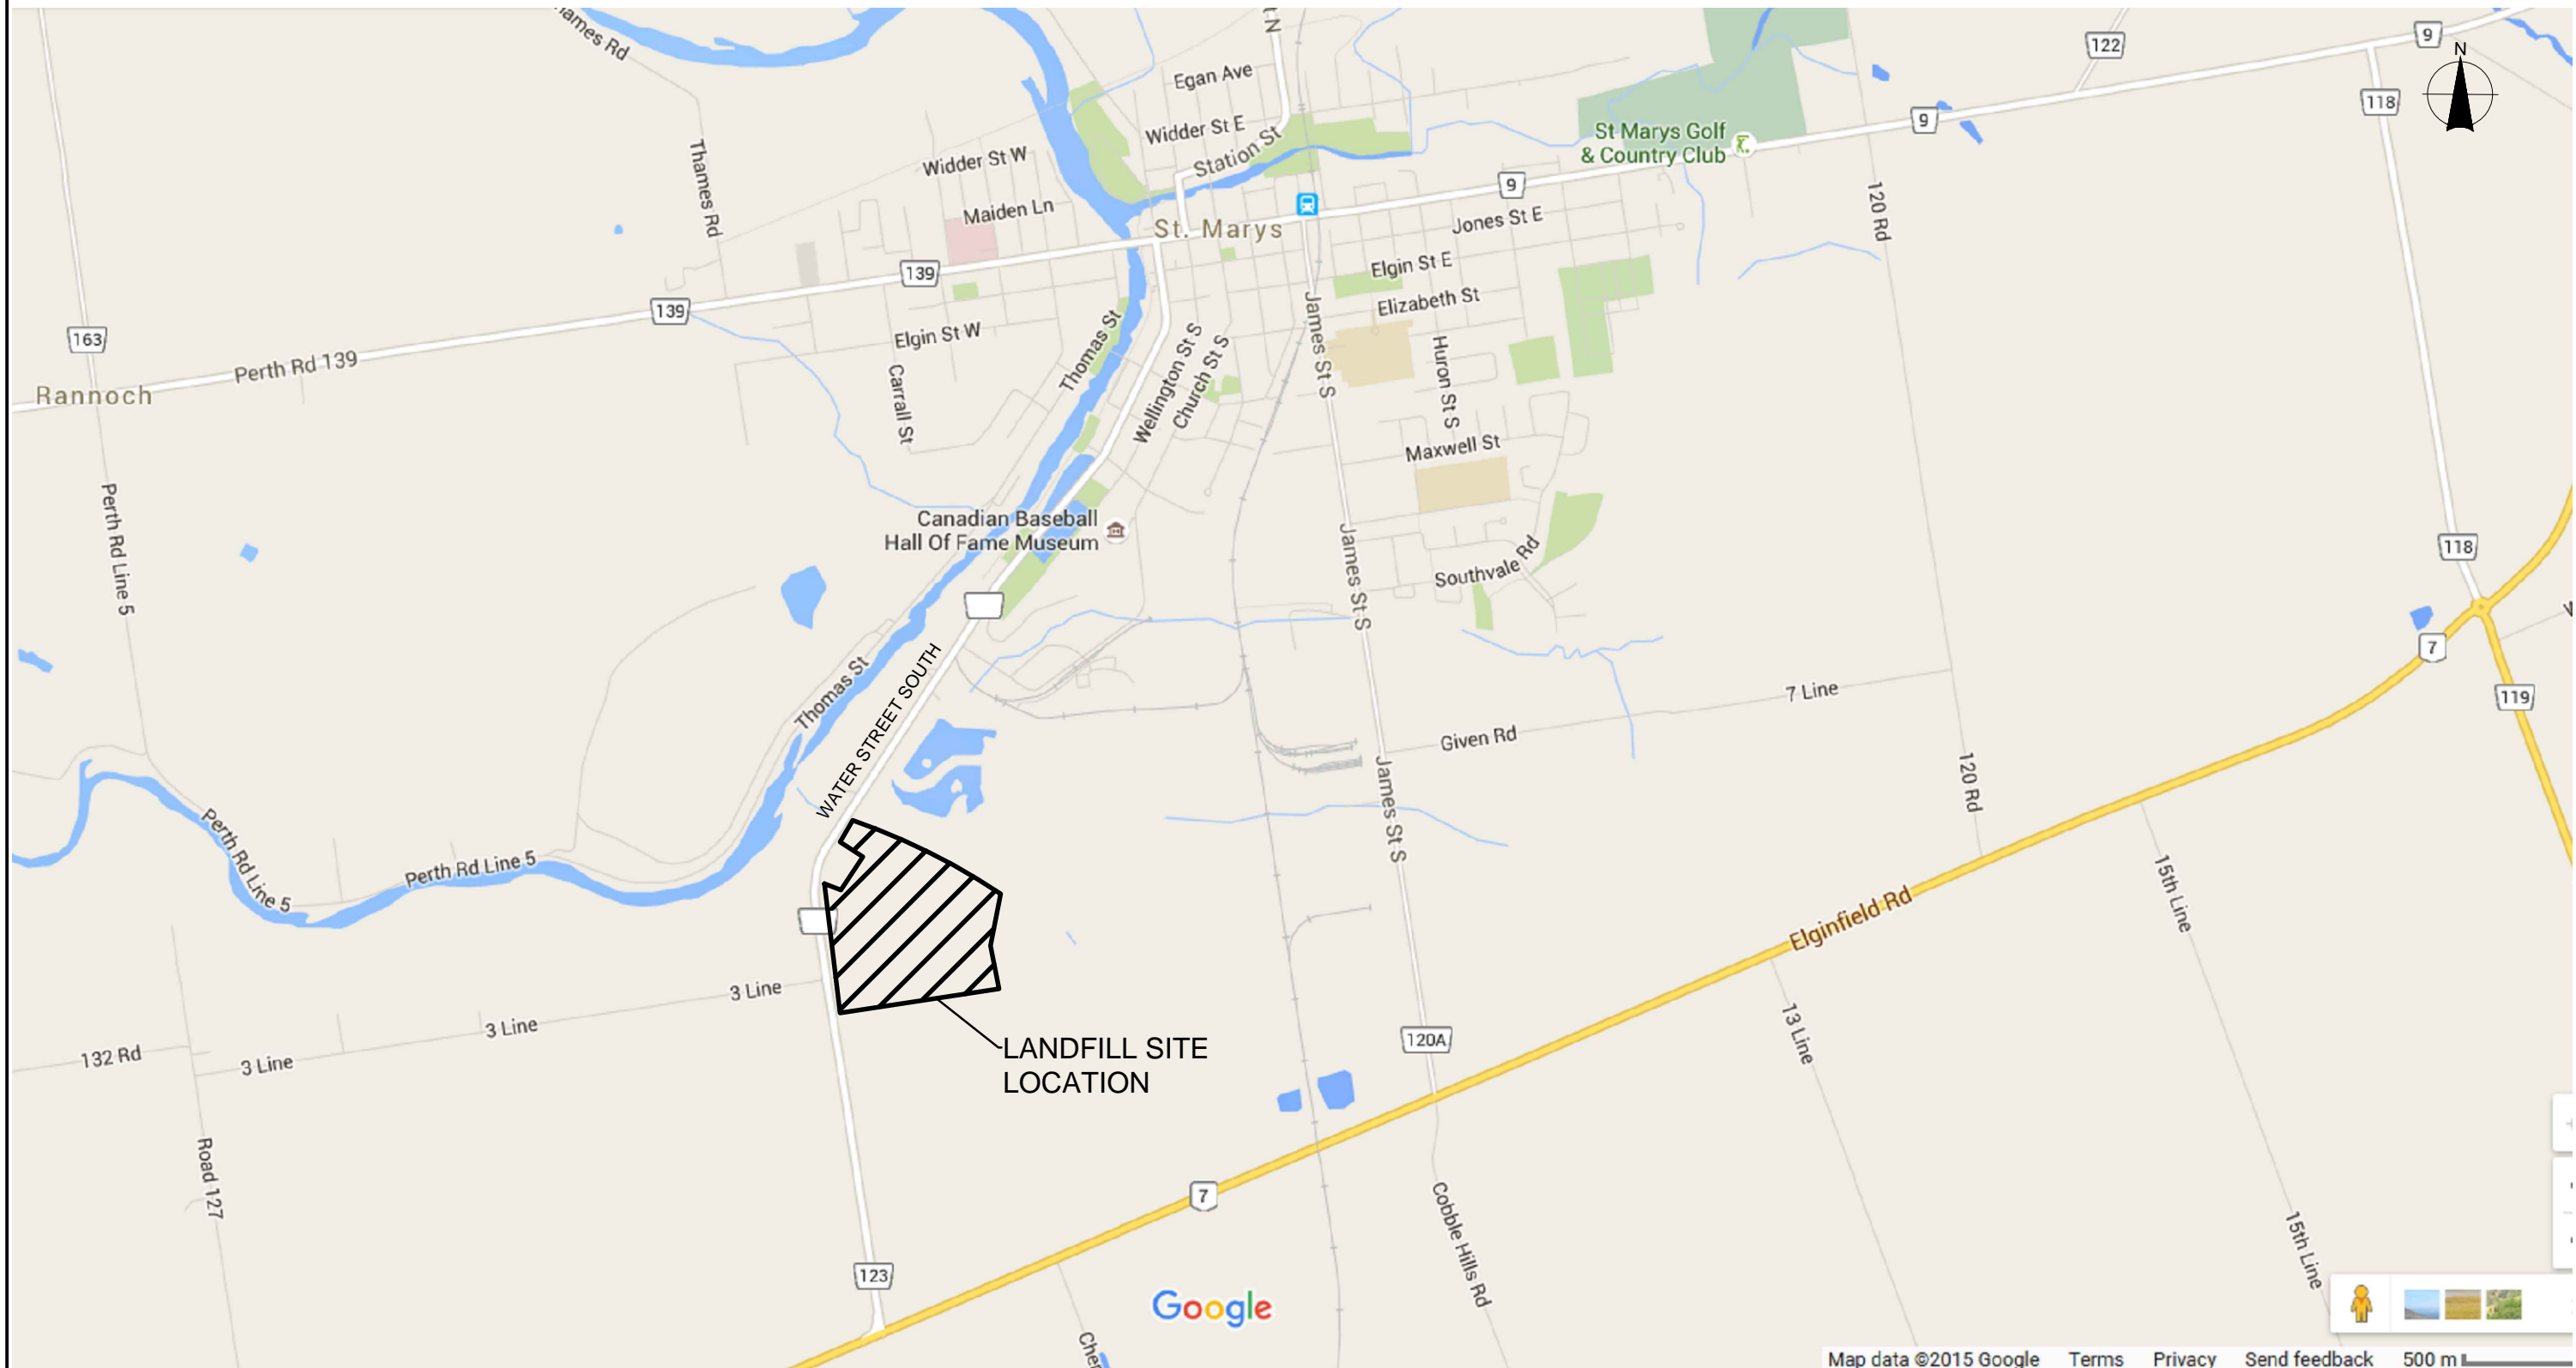 Thames Rd
t N
Egan Ave
122
9
N
118
Widder St E
Station St
9
St Marys Golf
& Country Club
Widder St W
Thames Rd
9
120 Rd
Maiden Ln
Jones St E
St. Marys
139
Elgin St E
139
Elizabeth St
James St S
163
Elgin St W
Thomas St
Wellington St S
Church St S
Huron St S
Perth Rd 139
Rannoch
Carrall St
Maxwell St
Perth Rd Line 5
Canadian Baseball
Hall Of Fame Museum
James St S
118
Southvale Rd
7
WATER STREET SOUTH
Thomas St
7 Line
119
Given Rd
120 Rd
James St S
Perth Rd Line 5
Perth Rd Line 5
15th Line
Elginfield Rd
3 Line
3 Line
3 Line
132 Rd
LANDFILL SITE
LOCATION
120A
13 Line
Road 127
7
Cobble Hills Rd
15th Line
123
Google
Cher
Map data ©2015 Google Terms Privacy Send feedback 500 m